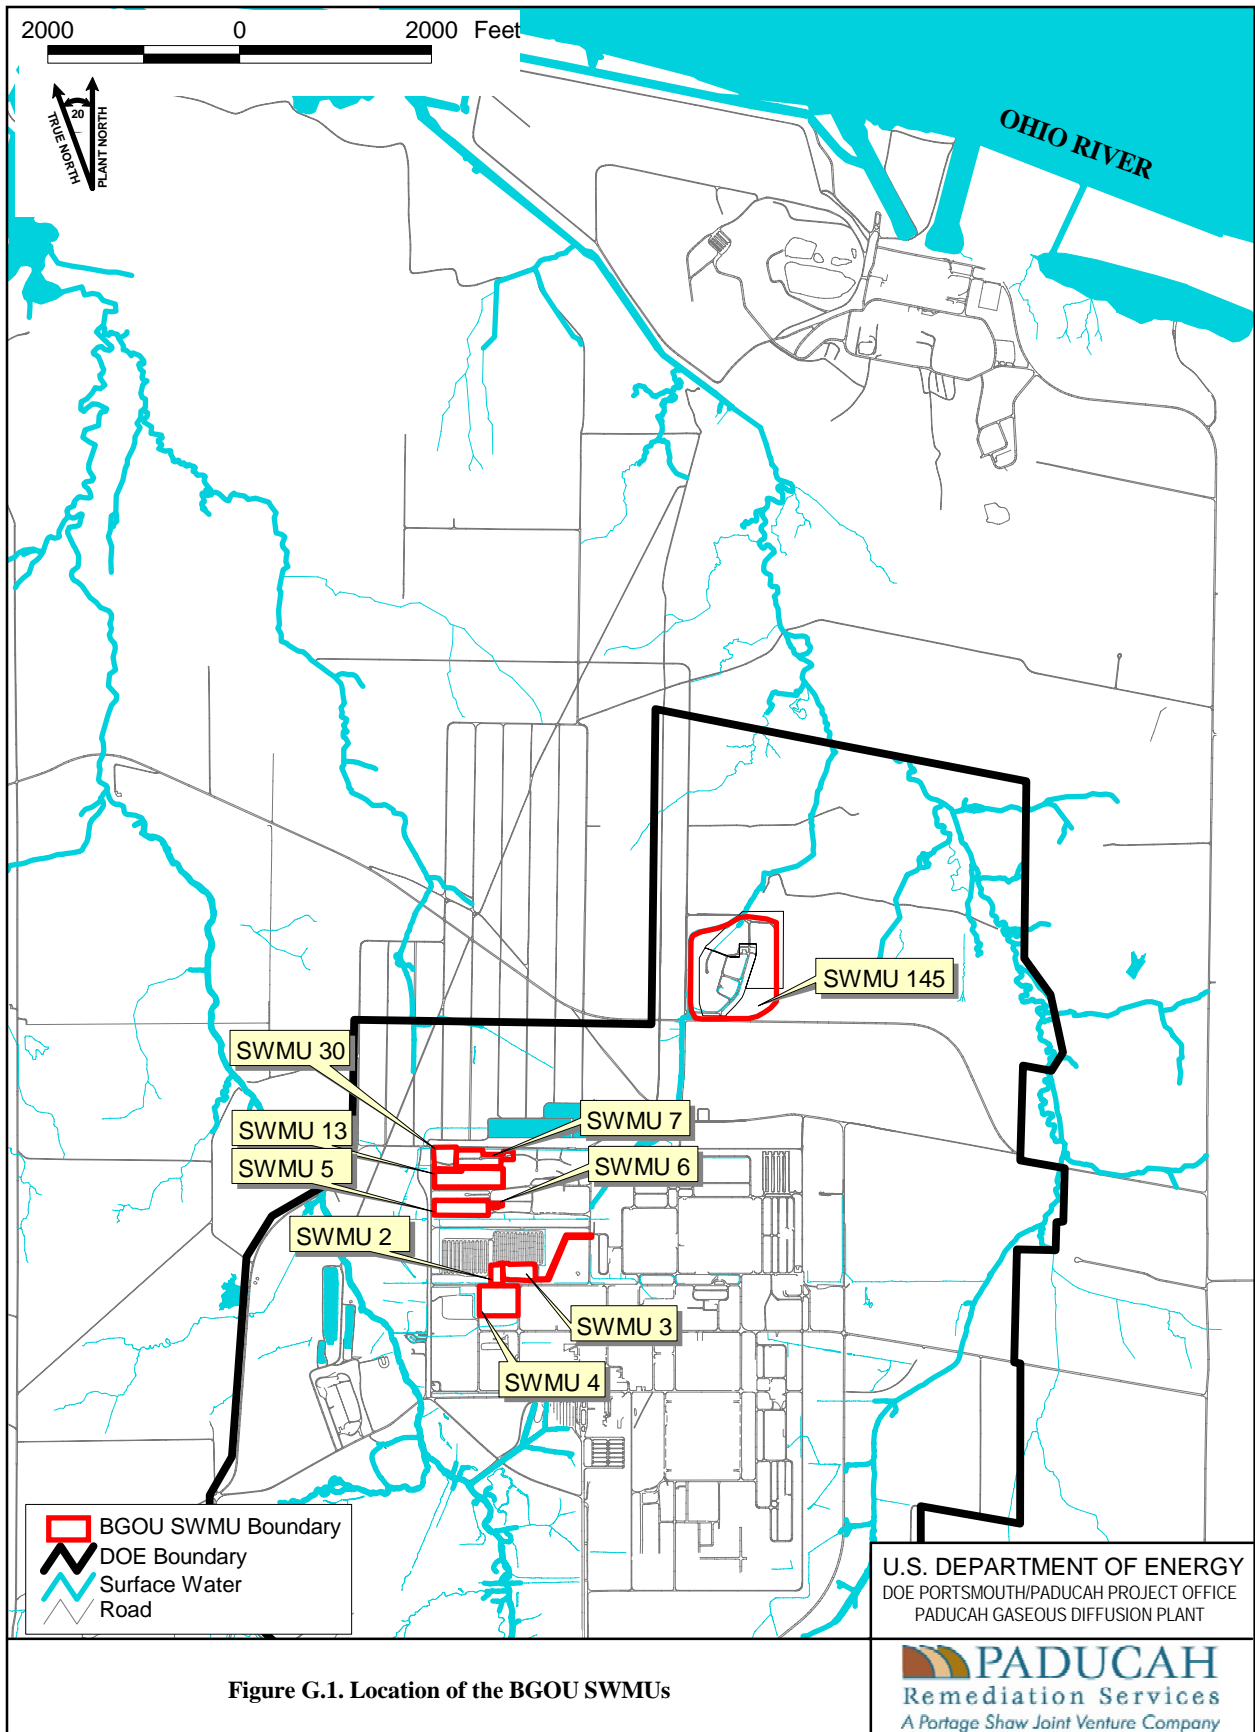 2000 0 2000 Feet
20
TRUE NORTH
PLANT NORTH
OHIO RIVER
SWMU 145
SWMU 30
SWMU 7
SWMU 13
SWMU 6
SWMU 5
SWMU 2
SWMU 3
SWMU 4
BGOU SWMU Boundary
DOE Boundary
Surface Water
Road
U.S. DEPARTMENT OF ENERGY
DOE PORTSMOUTH/PADUCAH PROJECT OFFICE
PADUCAH GASEOUS DIFFUSION PLANT
Figure G.1. Location of the BGOU SWMUs
PADUCAH
Remediation Services
A Portage Shaw Joint Venture Company